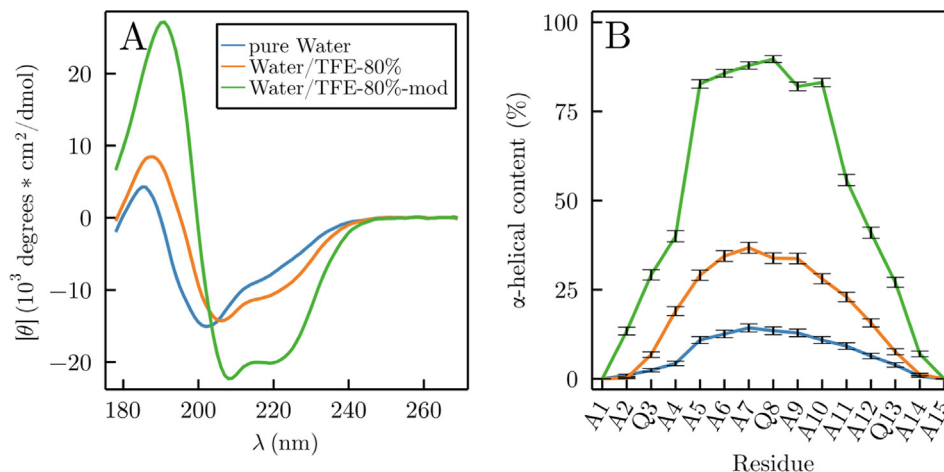 A
pure Water
Water/TFE-80%
Water/TFE-80%-mod
[θ] (10³ degrees * cm²/dmol)
20
10
0
−10
−20
180 200 220 240 260
λ (nm)
B
α-helical content (%)
100
75
50
25
0
A1 A2 Q3 A4 A5 A6 A7 Q8 A9 A10 A11 A12 Q13 A14 A15
Residue